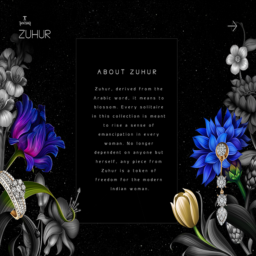 ZUHUR
ABOUT ZUHUR
Zuhur, derived from the
Arabic word, it means to
blossom. Every solitaire
in this collection is meant
to rise a sense of
emancipation in every
woman. No longer
dependent on anyone but
herself, any piece from
Zuhur is a token of
freedom for the modern
Indian woman.